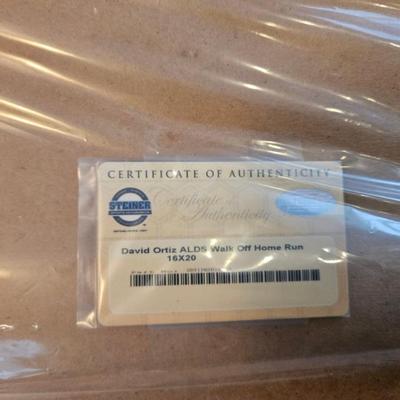 CERTIFICATE OF AUTHENTICITY
STEINER
Certificate of
Authenticity
David Ortiz ALDS Walk Off Home Run
16X20